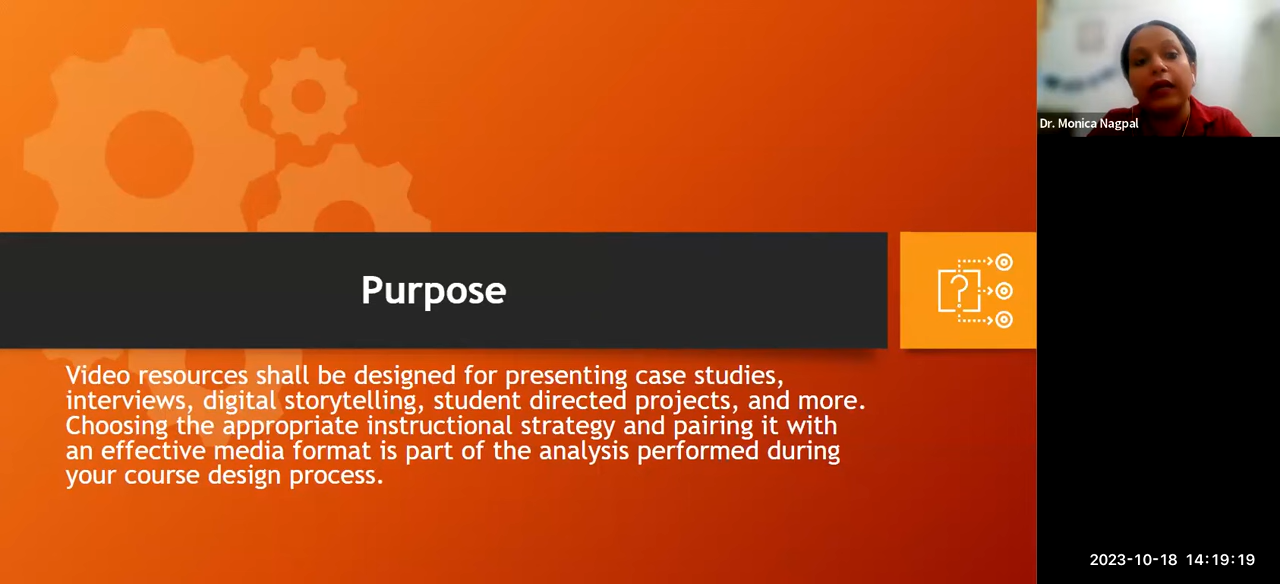 Purpose
Video resources shall be designed for presenting case studies,
interviews, digital storytelling, student directed projects, and more.
Choosing the appropriate instructional strategy and pairing it with
an effective media format is part of the analysis performed during
your course design process.
Dr. Monica Nagpal
2023-10-18 14:19:19